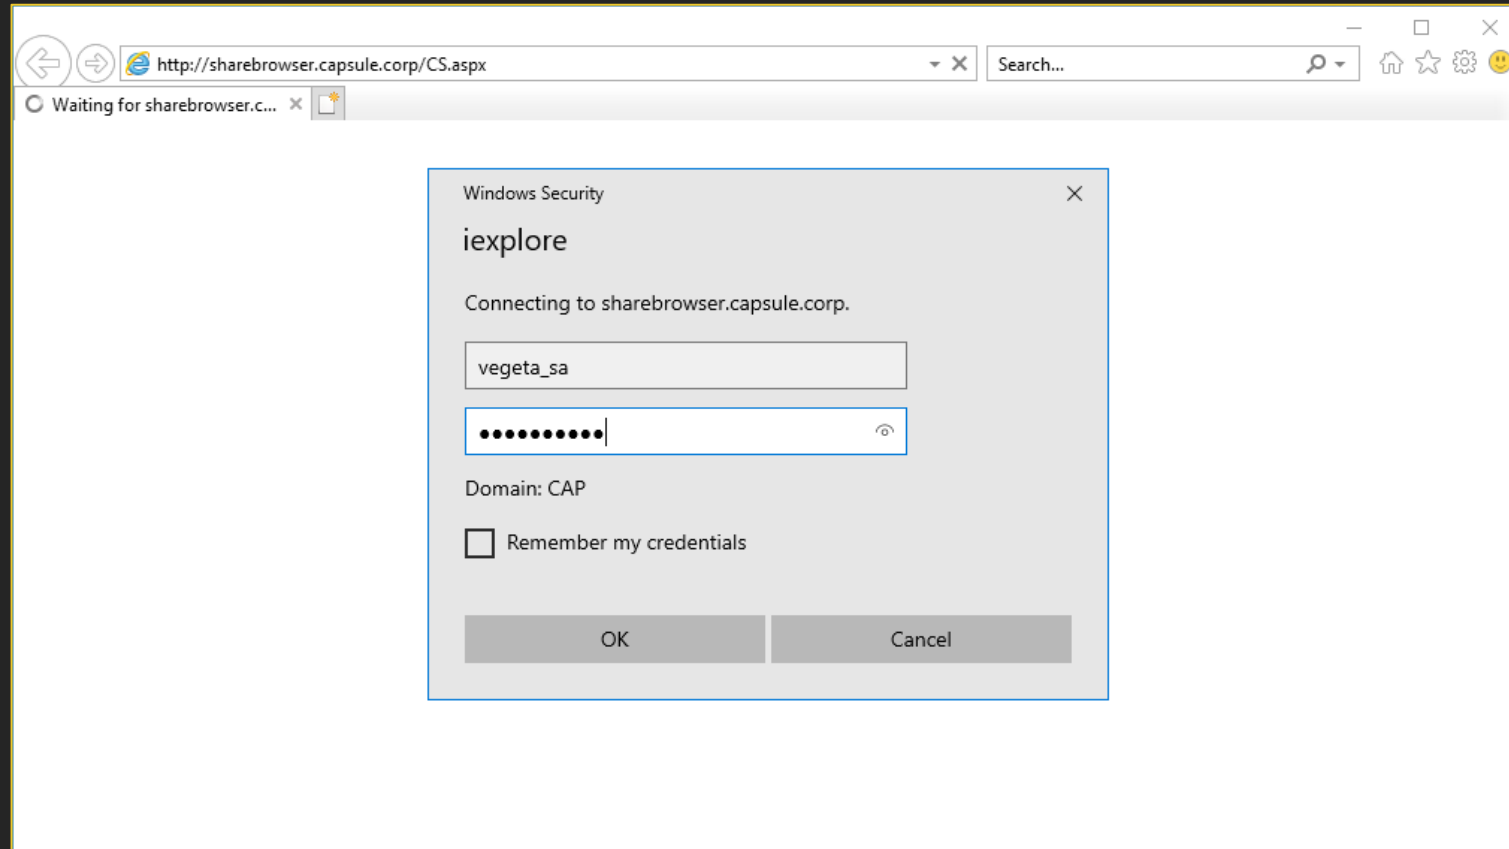 http://sharebrowser.capsule.corp/CS.aspx
Search...
Waiting for sharebrowser.c...
Windows Security
iexplore
Connecting to sharebrowser.capsule.corp.
vegeta_sa
••••••••••
Domain: CAP
Remember my credentials
OK Cancel